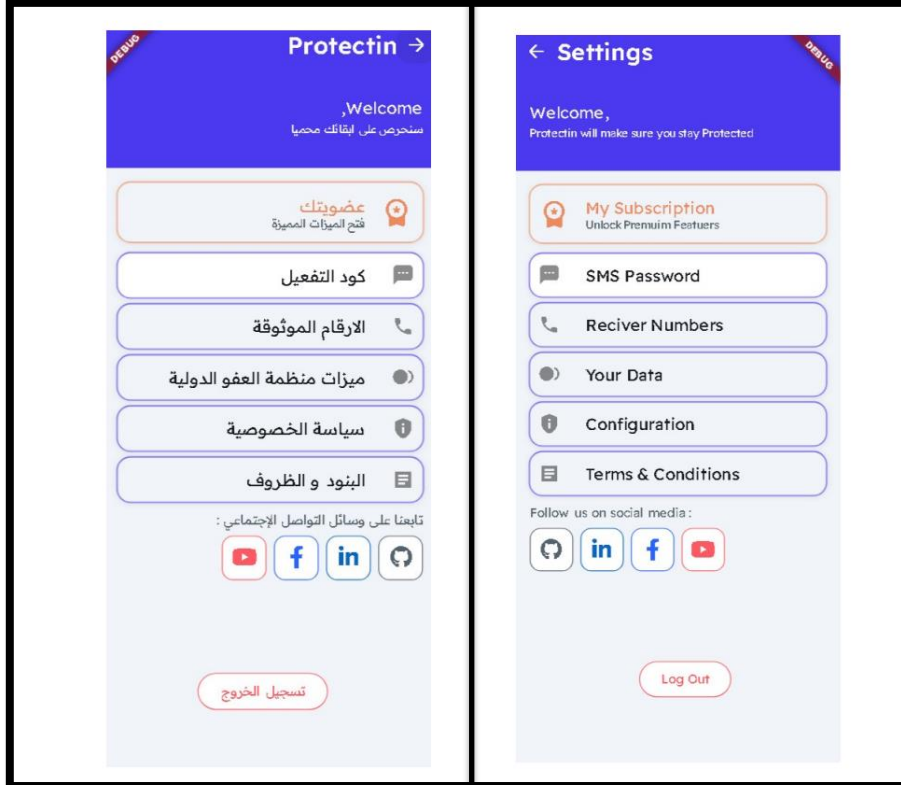 DEBUG
Protectin
Welcome,
سنحرص على ابقائك محميا
عضويتك
فتح الميزات المميزة
كود التفعيل
الارقام الموثوقة
ميزات منظمة العفو الدولية
سياسة الخصوصية
البنود و الظروف
تابعنا على وسائل التواصل الإجتماعي :
in
تسجيل الخروج
Settings
DEBUG
Welcome,
Protectin will make sure you stay Protected
My Subscription
Unlock Premuim Featuers
SMS Password
Reciver Numbers
Your Data
Configuration
Terms & Conditions
Follow us on social media:
in
Log Out